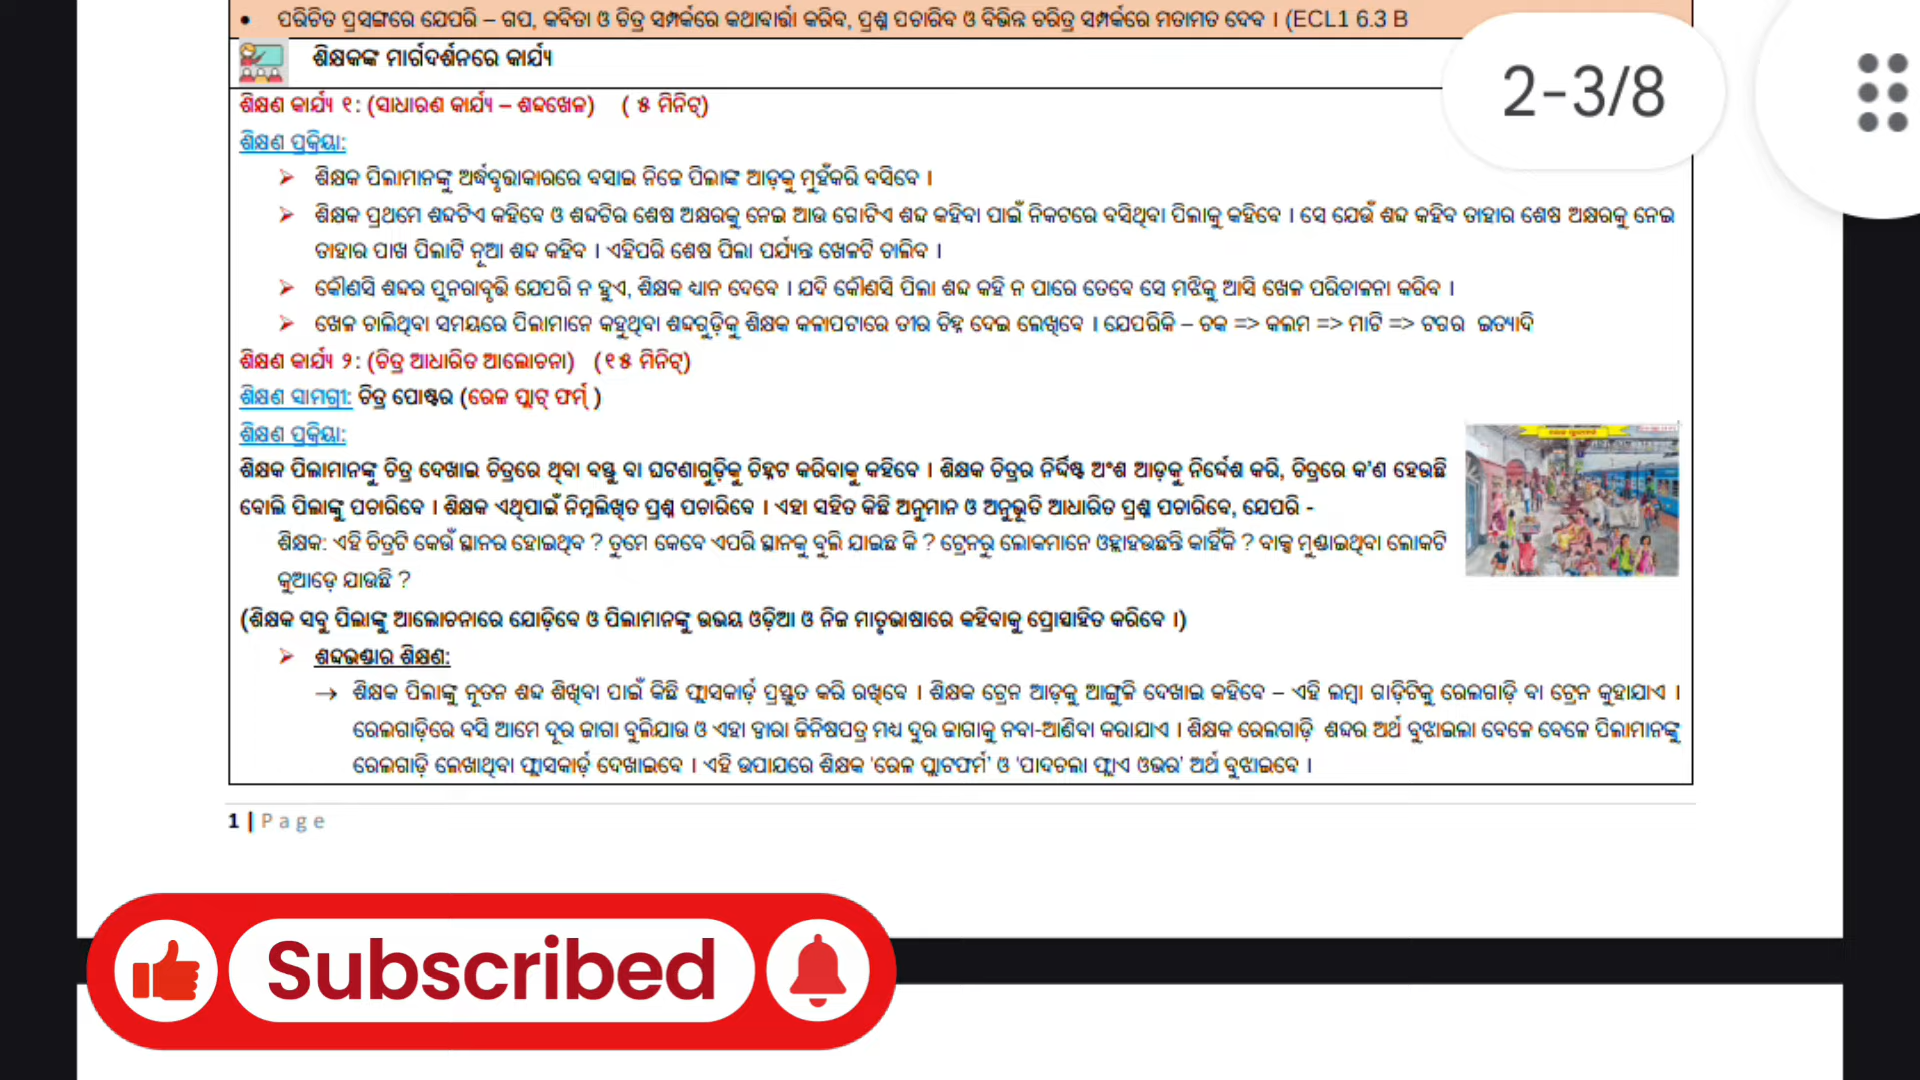 • ପରିଚିତ ପ୍ରସଙ୍ଗରେ ଯେପରି – ଗପ, କବିତା ଓ ଚିତ୍ର ସମ୍ପର୍କରେ କଥାବାର୍ତ୍ତା କରିବ, ପ୍ରଶ୍ନ ପଚାରିବ ଓ ବିଭିନ୍ନ ଚରିତ୍ର ସମ୍ପର୍କରେ ମତାମତ ଦେବ । (ECL1 6.3 B
ଶିକ୍ଷକଙ୍କ ମାର୍ଗଦର୍ଶନରେ କାର୍ଯ୍ୟ
2-3/8
ଶିକ୍ଷଣ କାର୍ଯ୍ୟ ୧: (ସାଧାରଣ କାର୍ଯ୍ୟ – ଶବ୍ଦଖେଳ) ( ୫ ମିନିଟ୍)
ଶିକ୍ଷଣ ପ୍ରକ୍ରିୟା:
➢ ଶିକ୍ଷକ ପିଲାମାନଙ୍କୁ ଅର୍ଦ୍ଧବୃତ୍ତାକାରରେ ବସାଇ ନିଜେ ପିଲାଙ୍କ ଆଡ଼କୁ ମୁହଁକରି ବସିବେ ।
➢ ଶିକ୍ଷକ ପ୍ରଥମେ ଶବ୍ଦଟିଏ କହିବେ ଓ ଶବ୍ଦଟିର ଶେଷ ଅକ୍ଷରକୁ ନେଇ ଆଉ ଗୋଟିଏ ଶବ୍ଦ କହିବା ପାଇଁ ନିକଟରେ ବସିଥିବା ପିଲାକୁ କହିବେ । ସେ ଯେଉଁ ଶବ୍ଦ କହିବ ତାହାର ଶେଷ ଅକ୍ଷରକୁ ନେଇ
ତାହାର ପାଖ ପିଲାଟି ନୂଆ ଶବ୍ଦ କହିବ । ଏହିପରି ଶେଷ ପିଲା ପର୍ଯ୍ୟନ୍ତ ଖେଳଟି ଚାଲିବ ।
➢ କୌଣସି ଶବ୍ଦର ପୁନରାବୃତ୍ତି ଯେପରି ନ ହୁଏ, ଶିକ୍ଷକ ଧ୍ୟାନ ଦେବେ । ଯଦି କୌଣସି ପିଲା ଶବ୍ଦ କହି ନ ପାରେ ତେବେ ସେ ମଝିକୁ ଆସି ଖେଳ ପରିଚାଳନା କରିବ ।
➢ ଖେଳ ଚାଲିଥିବା ସମୟରେ ପିଲାମାନେ କହୁଥିବା ଶବ୍ଦଗୁଡ଼ିକୁ ଶିକ୍ଷକ କଳାପଟାରେ ତୀର ଚିହ୍ନ ଦେଇ ଲେଖିବେ । ଯେପରିକି – ଚକ => କଲମ => ମାଟି => ଟଗର ଇତ୍ୟାଦି
ଶିକ୍ଷଣ କାର୍ଯ୍ୟ ୨: (ଚିତ୍ର ଆଧାରିତ ଆଲୋଚନା) (୧୫ ମିନିଟ୍)
ଶିକ୍ଷଣ ସାମଗ୍ରୀ: ଚିତ୍ର ପୋଷ୍ଟର (ରେଳ ପ୍ଲାଟ୍ ଫର୍ମ୍ )
ଶିକ୍ଷଣ ପ୍ରକ୍ରିୟା:
ଶିକ୍ଷକ ପିଲାମାନଙ୍କୁ ଚିତ୍ର ଦେଖାଇ ଚିତ୍ରରେ ଥିବା ବସ୍ତୁ ବା ଘଟଣାଗୁଡ଼ିକୁ ଚିହ୍ନଟ କରିବାକୁ କହିବେ । ଶିକ୍ଷକ ଚିତ୍ରର ନିର୍ଦ୍ଦିଷ୍ଟ ଅଂଶ ଆଡ଼କୁ ନିର୍ଦ୍ଦେଶ କରି, ଚିତ୍ରରେ କ'ଣ ହେଉଛି
ବୋଲି ପିଲାଙ୍କୁ ପଚାରିବେ । ଶିକ୍ଷକ ଏଥିପାଇଁ ନିମ୍ନଲିଖିତ ପ୍ରଶ୍ନ ପଚାରିବେ । ଏହା ସହିତ କିଛି ଅନୁମାନ ଓ ଅନୁଭୂତି ଆଧାରିତ ପ୍ରଶ୍ନ ପଚାରିବେ, ଯେପରି -
ଶିକ୍ଷକ: ଏହି ଚିତ୍ରଟି କେଉଁ ସ୍ଥାନର ହୋଇଥିବ ? ତୁମେ କେବେ ଏପରି ସ୍ଥାନକୁ ବୁଲି ଯାଇଛ କି ? ଟ୍ରେନରୁ ଲୋକମାନେ ଓହ୍ଲାଉଛନ୍ତି କାହିଁକି ? ବାକ୍ସ ମୁଣ୍ଡାଇଥିବା ଲୋକଟି
କୁଆଡ଼େ ଯାଉଛି ?
(ଶିକ୍ଷକ ସବୁ ପିଲାଙ୍କୁ ଆଲୋଚନାରେ ଯୋଡ଼ିବେ ଓ ପିଲାମାନଙ୍କୁ ଉଭୟ ଓଡ଼ିଆ ଓ ନିଜ ମାତୃଭାଷାରେ କହିବାକୁ ପ୍ରୋତ୍ସାହିତ କରିବେ ।)
➢ ଶବ୍ଦଭଣ୍ଡାର ଶିକ୍ଷଣ:
→ ଶିକ୍ଷକ ପିଲାଙ୍କୁ ନୂତନ ଶବ୍ଦ ଶିଖିବା ପାଇଁ କିଛି ଫ୍ଲାସକାର୍ଡ଼ ପ୍ରସ୍ତୁତ କରି ରଖିବେ । ଶିକ୍ଷକ ଟ୍ରେନ ଆଡ଼କୁ ଆଙ୍ଗୁଳି ଦେଖାଇ କହିବେ – ଏହି ଲମ୍ବା ଗାଡ଼ିଟିକୁ ରେଲଗାଡ଼ି ବା ଟ୍ରେନ କୁହାଯାଏ ।
ରେଲଗାଡ଼ିରେ ବସି ଆମେ ଦୂର ଜାଗା ବୁଲିଯାଉ ଓ ଏହା ଦ୍ୱାରା ଜିନିଷପତ୍ର ମଧ୍ୟ ଦୁର ଜାଗାକୁ ନବା-ଆଣିବା କରାଯାଏ । ଶିକ୍ଷକ ରେଲଗାଡ଼ି ଶବ୍ଦର ଅର୍ଥ ବୁଝାଇଲା ବେଳେ ବେଳେ ପିଲାମାନଙ୍କୁ
ରେଲଗାଡ଼ି ଲେଖାଥିବା ଫ୍ଲାସକାର୍ଡ଼ ଦେଖାଇବେ । ଏହି ଉପାୟରେ ଶିକ୍ଷକ 'ରେଳ ପ୍ଲାଟଫର୍ମ' ଓ 'ପାଦଚଲା ଫ୍ଲାଏ ଓଭର' ଅର୍ଥ ବୁଝାଇବେ ।
1 | Page
Subscribed